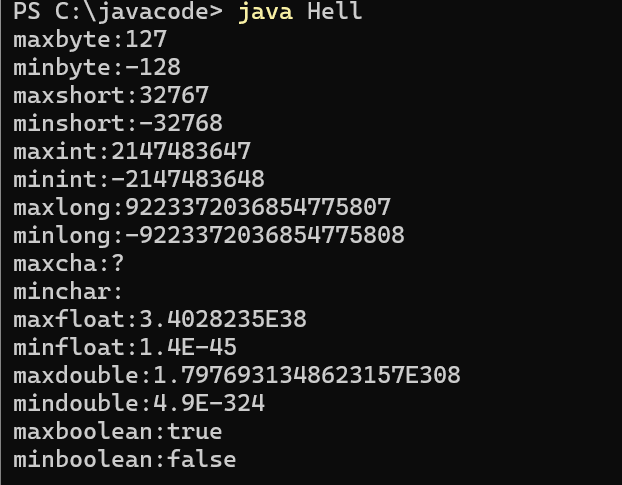 PS C:\javacode> java Hell
maxbyte:127
minbyte:-128
maxshort:32767
minshort:-32768
maxint:2147483647
minint:-2147483648
maxlong:9223372036854775807
minlong:-9223372036854775808
maxcha:?
minchar:
maxfloat:3.4028235E38
minfloat:1.4E-45
maxdouble:1.7976931348623157E308
mindouble:4.9E-324
maxboolean:true
minboolean:false